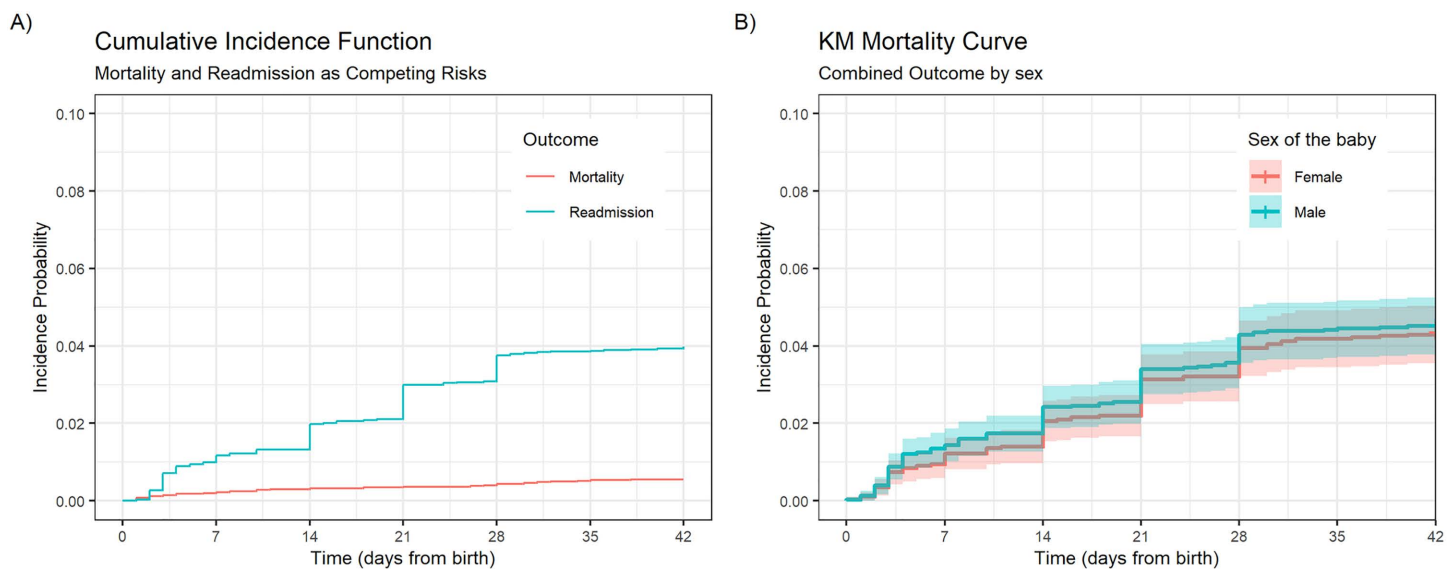 A)
Cumulative Incidence Function
Mortality and Readmission as Competing Risks
0.10
0.08
0.06
0.04
0.02
0.00
Incidence Probability
Outcome
Mortality
Readmission
0 7 14 21 28 35 42
Time (days from birth)
B)
KM Mortality Curve
Combined Outcome by sex
0.10
0.08
0.06
0.04
0.02
0.00
Incidence Probability
Sex of the baby
Female
Male
0 7 14 21 28 35 42
Time (days from birth)